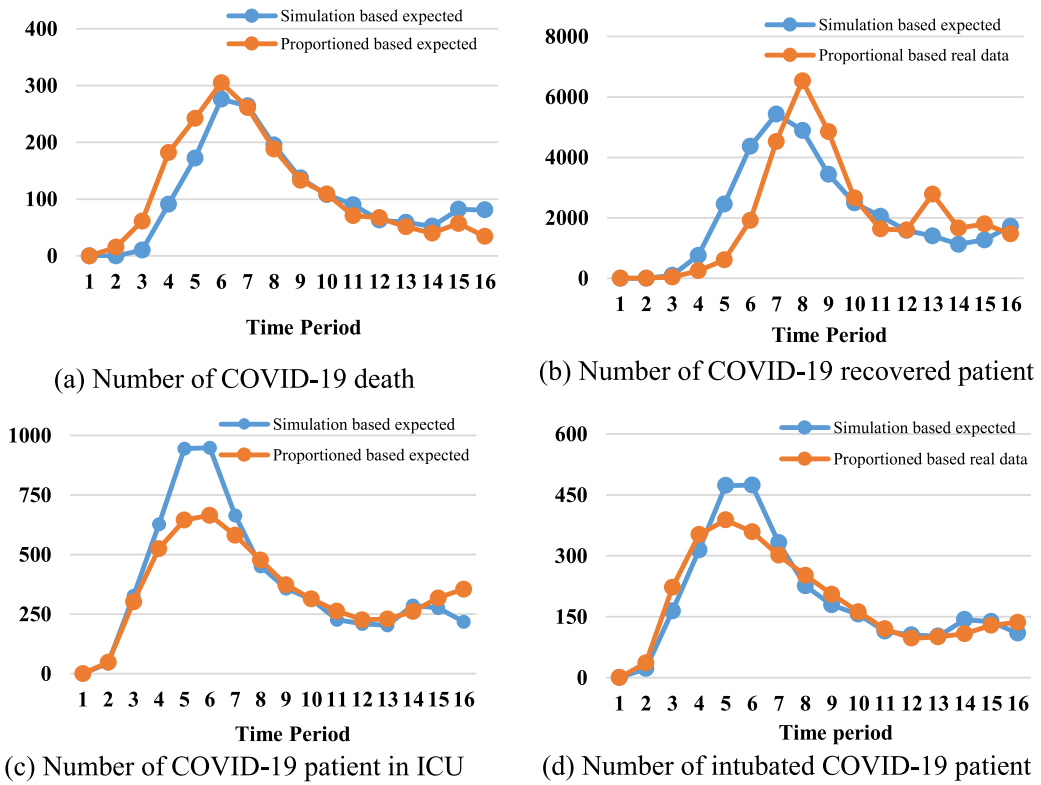 Simulation based expected
Proportioned based expected
400
300
200
100
0
1 2 3 4 5 6 7 8 9 10 11 12 13 14 15 16
Time Period
(a) Number of COVID-19 death
Simulation based expected
Proportional based real data
8000
6000
4000
2000
0
1 2 3 4 5 6 7 8 9 10 11 12 13 14 15 16
Time Period
(b) Number of COVID-19 recovered patient
Simulation based expected
Proportioned based expected
1000
750
500
250
0
1 2 3 4 5 6 7 8 9 10 11 12 13 14 15 16
Time Period
(c) Number of COVID-19 patient in ICU
Simulation based expected
Proportioned based real data
600
450
300
150
0
1 2 3 4 5 6 7 8 9 10 11 12 13 14 15 16
Time period
(d) Number of intubated COVID-19 patient